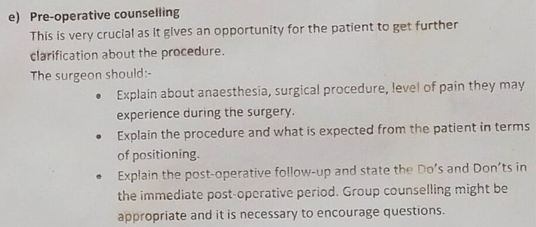 e) Pre-operative counselling
This is very crucial as it gives an opportunity for the patient to get further
clarification about the procedure.
The surgeon should:-
• Explain about anaesthesia, surgical procedure, level of pain they may
experience during the surgery.
• Explain the procedure and what is expected from the patient in terms
of positioning.
• Explain the post-operative follow-up and state the Do's and Don'ts in
the immediate post-operative period. Group counselling might be
appropriate and it is necessary to encourage questions.